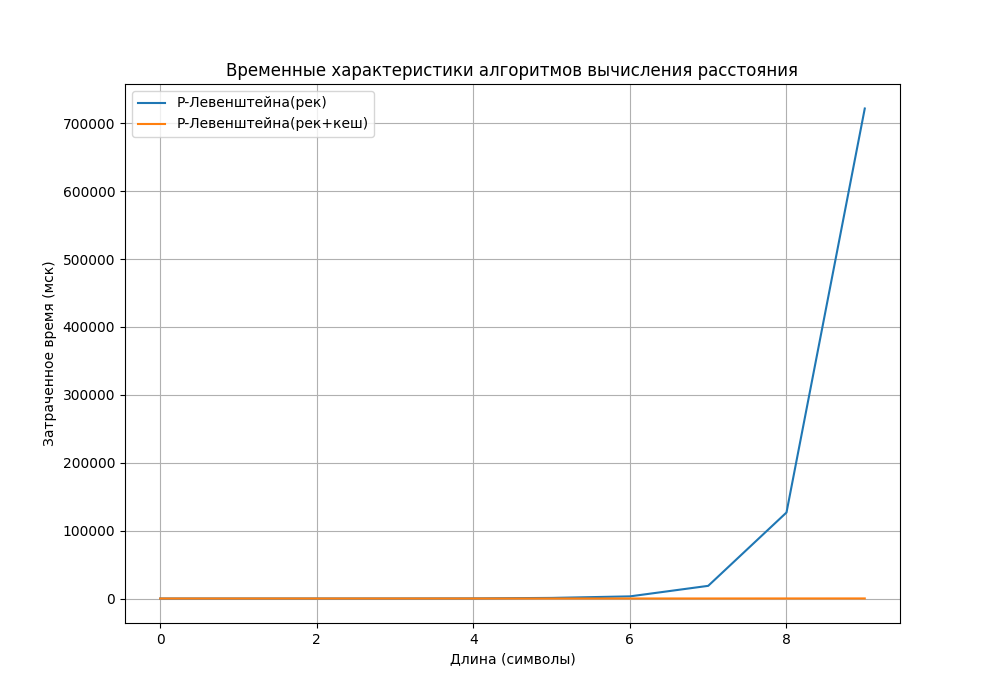 Временные характеристики алгоритмов вычисления расстояния
Р-Левенштейна(рек)
Р-Левенштейна(рек+кеш)
700000
600000
500000
400000
300000
200000
100000
0
Затраченное время (мск)
0 2 4 6 8
Длина (символы)